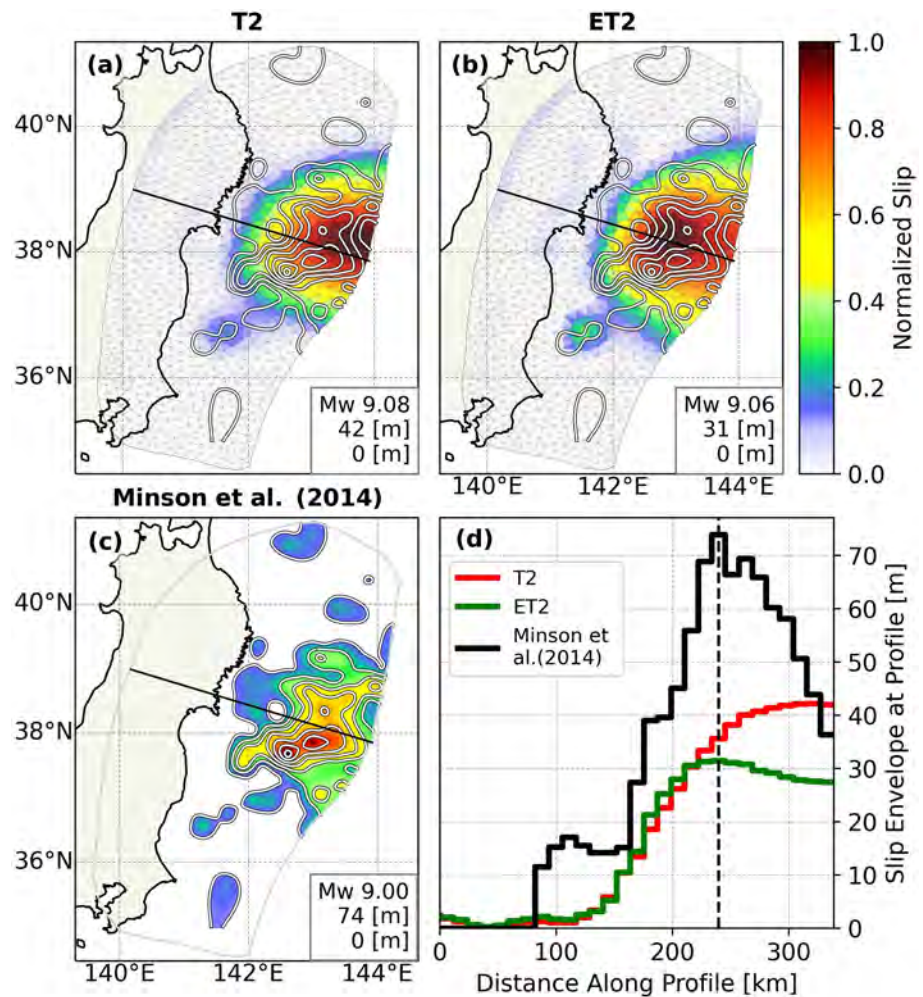 T2
ET2
(a)
(b)
40°N
38°N
36°N
Mw 9.08
42 [m]
0 [m]
Mw 9.06
31 [m]
0 [m]
140°E
142°E
144°E
1.0
0.8
0.6
0.4
0.2
0.0
Normalized Slip
Minson et al. (2014)
(c)
40°N
38°N
36°N
Mw 9.00
74 [m]
0 [m]
140°E
142°E
144°E
(d)
T2
ET2
Minson et
al.(2014)
70
60
50
40
30
20
10
0
Slip Envelope at Profile [m]
0
100
200
300
Distance Along Profile [km]